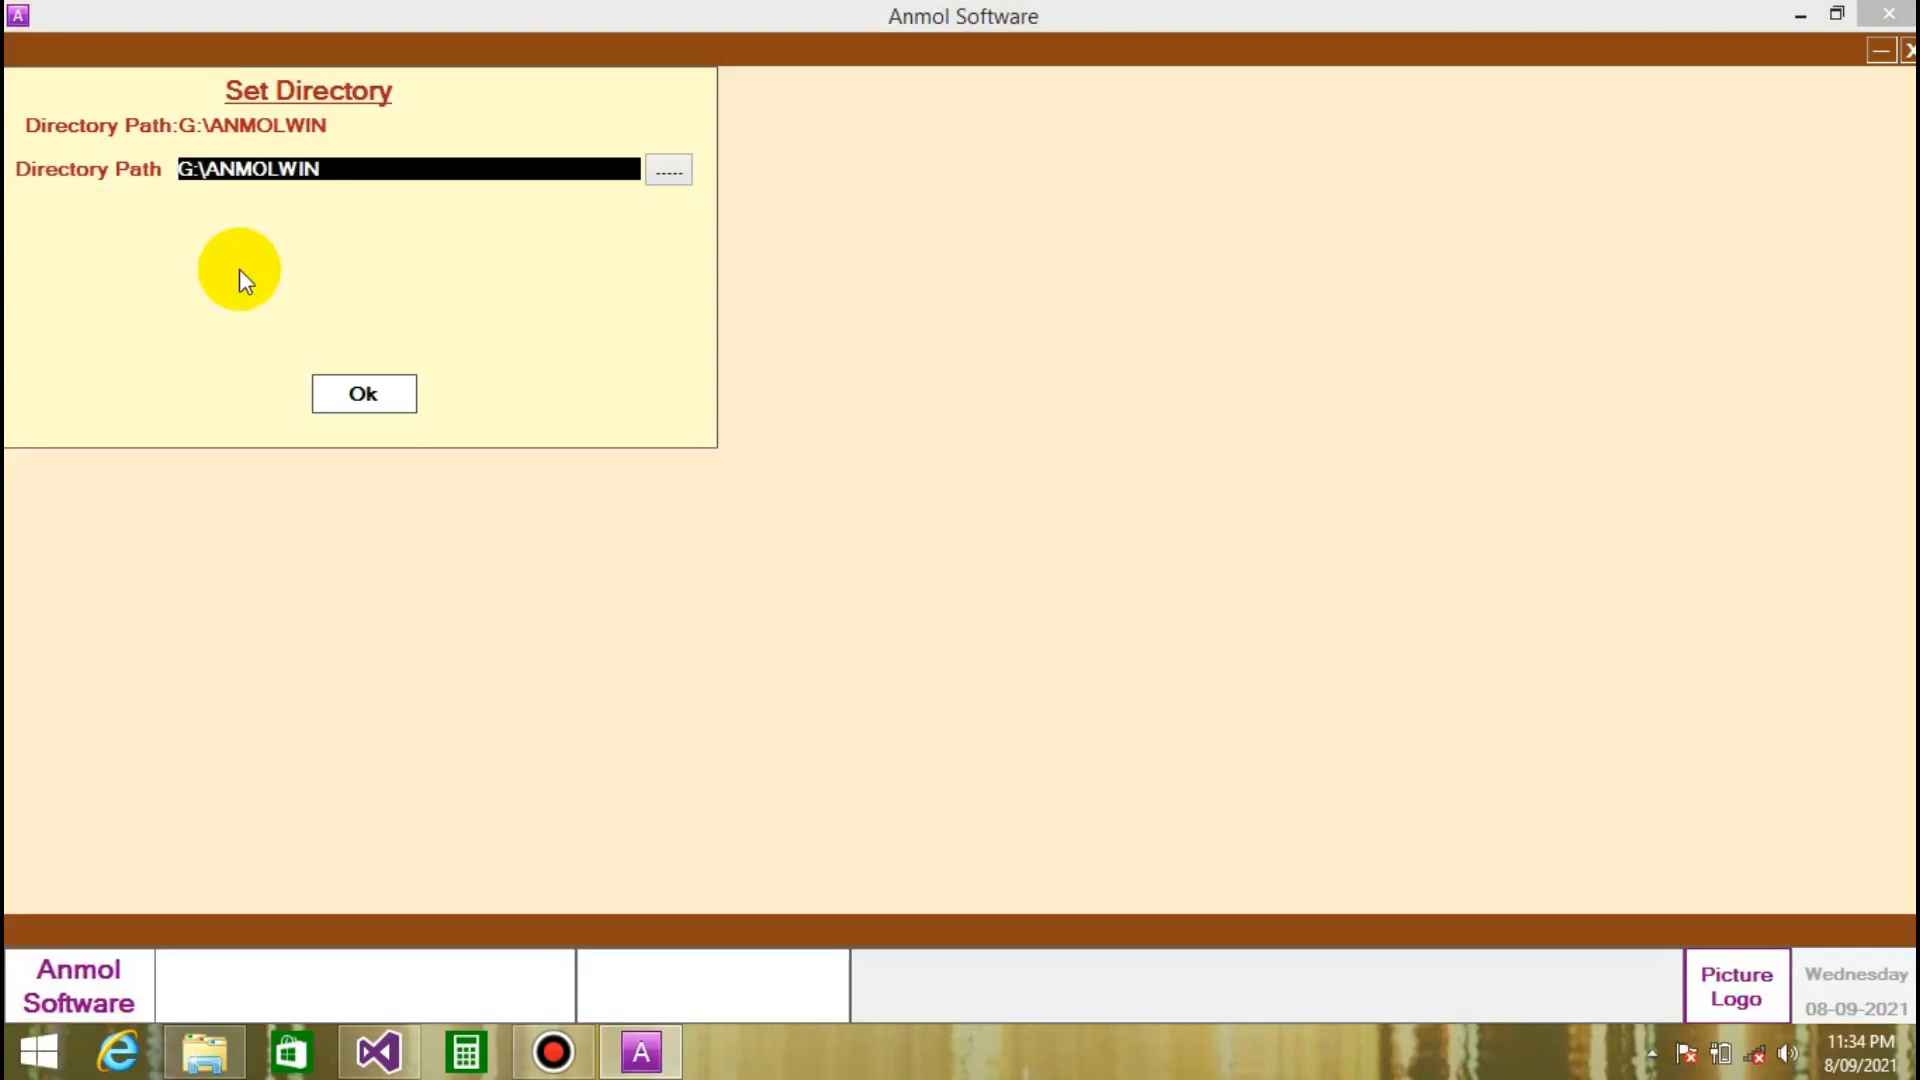 A
Anmol Software
Set Directory
Directory Path:G:\ANMOLWIN
Directory Path G:\ANMOLWIN -----
Ok
Anmol
Software
Picture
Logo
Wednesday
08-09-2021
A
11:34 PM
8/09/2021